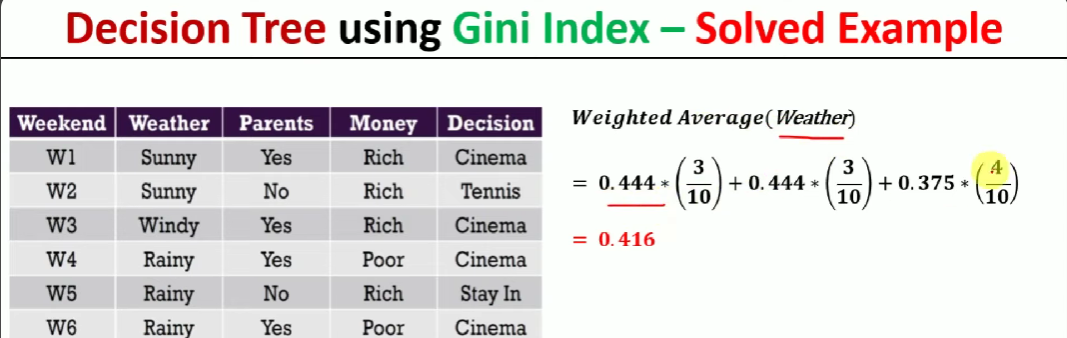 Decision Tree using Gini Index – Solved Example
Weekend Weather Parents Money Decision
W1 Sunny Yes Rich Cinema
W2 Sunny No Rich Tennis
W3 Windy Yes Rich Cinema
W4 Rainy Yes Poor Cinema
W5 Rainy No Rich Stay In
W6 Rainy Yes Poor Cinema
Weighted Average(Weather)
= 0.444 * (3/10) + 0.444 * (3/10) + 0.375 * (4/10)
= 0.416